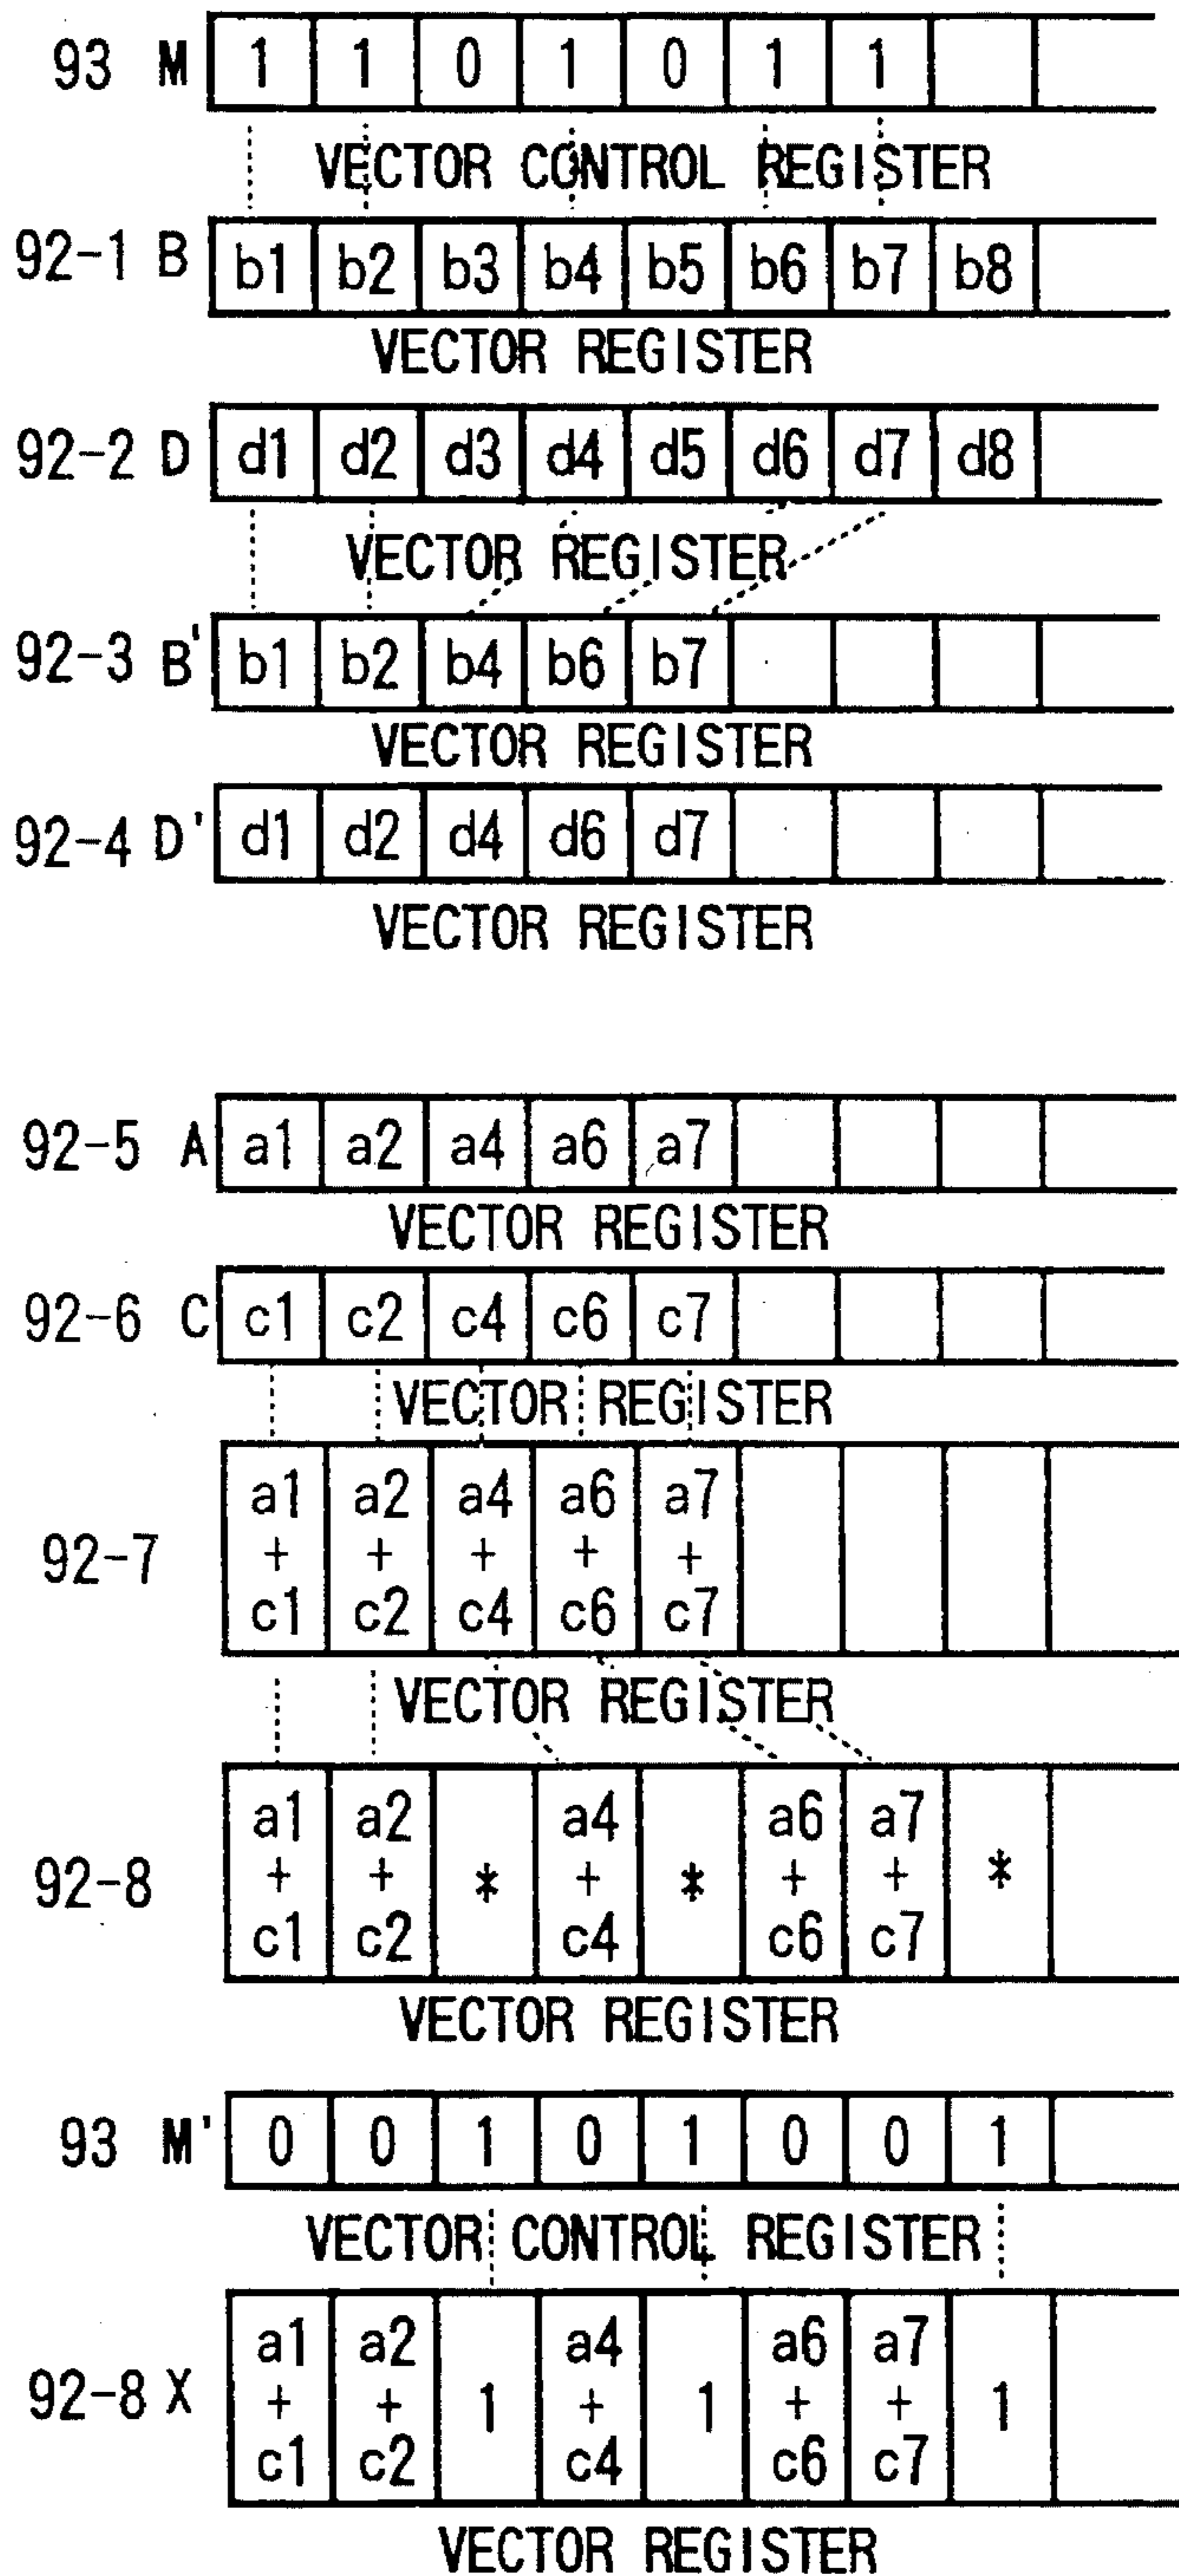 93 M 1 1 0 1 0 1 1
VECTOR CONTROL REGISTER
92-1 B b1 b2 b3 b4 b5 b6 b7 b8
VECTOR REGISTER
92-2 D d1 d2 d3 d4 d5 d6 d7 d8
VECTOR REGISTER
92-3 B' b1 b2 b4 b6 b7
VECTOR REGISTER
92-4 D' d1 d2 d4 d6 d7
VECTOR REGISTER
92-5 A a1 a2 a4 a6 a7
VECTOR REGISTER
92-6 C c1 c2 c4 c6 c7
VECTOR REGISTER
a1 a2 a4 a6 a7
92-7 + + + + +
c1 c2 c4 c6 c7
VECTOR REGISTER
a1 a2 a4 a6 a7
92-8 + + * + * + + *
c1 c2 c4 c6 c7
VECTOR REGISTER
93 M' 0 0 1 0 1 0 0 1
VECTOR CONTROL REGISTER
a1 a2 a4 a6 a7
92-8 X + + 1 + 1 + + 1
c1 c2 c4 c6 c7
VECTOR REGISTER